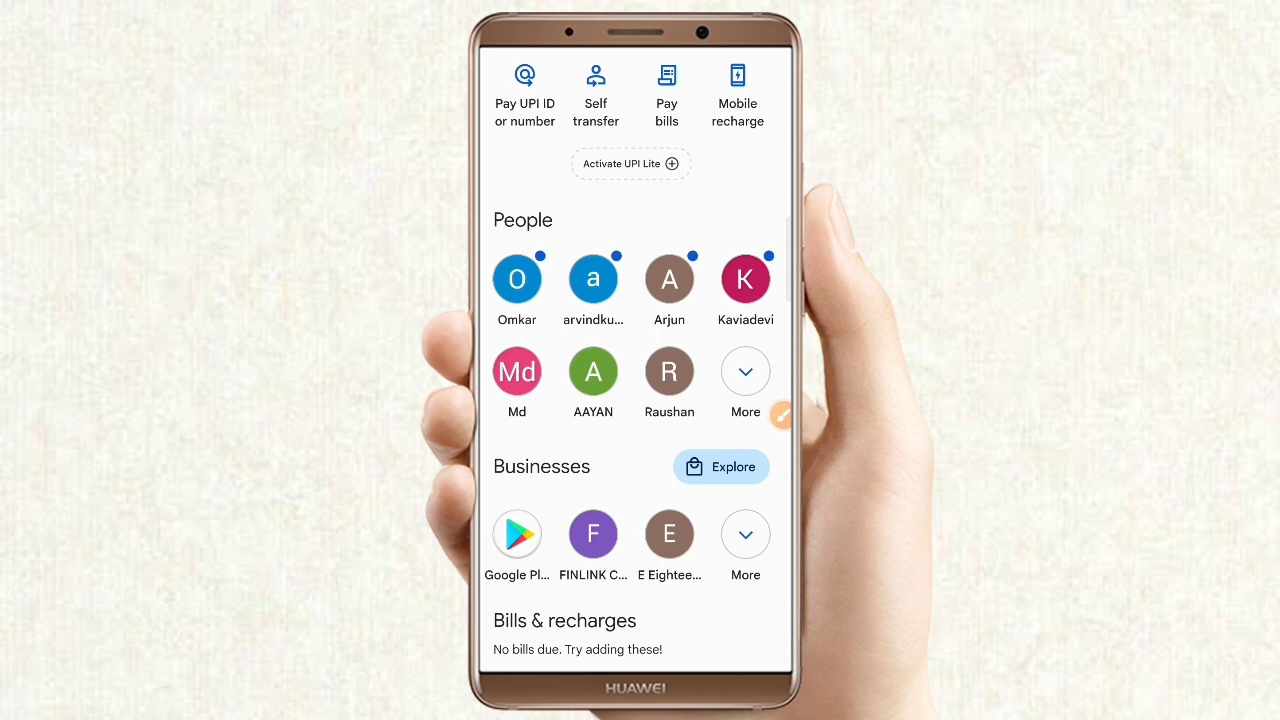 Pay UPI ID
or number
Self
transfer
Pay
bills
Mobile
recharge
Activate UPI Lite
People
O
a
A
K
Omkar
arvindku...
Arjun
Kaviadevi
Md
A
R
Md
AAYAN
Raushan
More
Businesses
Explore
F
E
Google Pl...
FINLINK C...
E Eightee...
More
Bills & recharges
No bills due. Try adding these!
HUAWEI